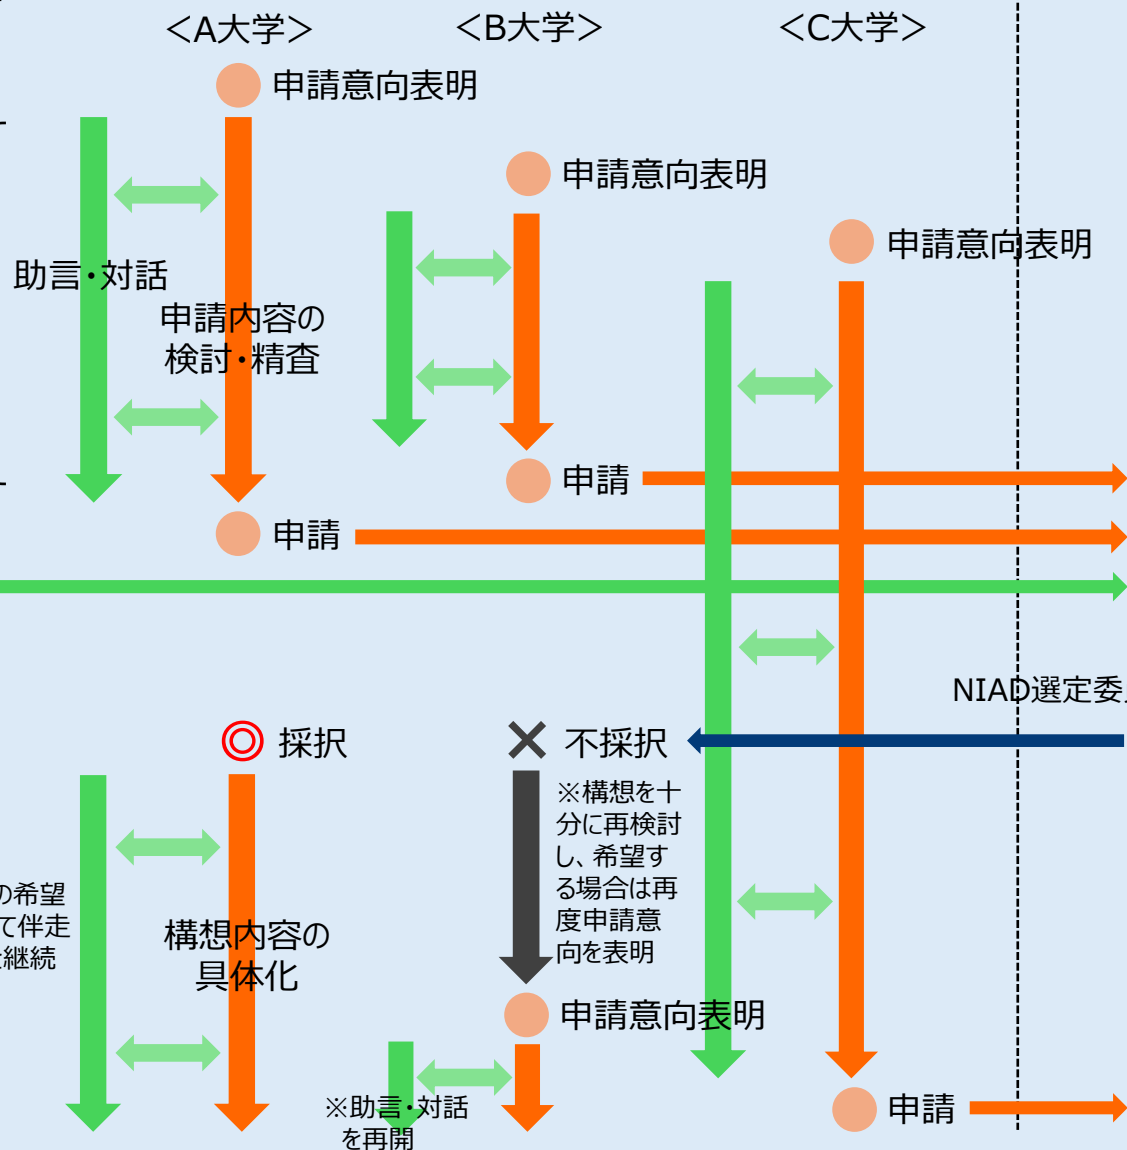 ＜A大学＞
＜B大学＞
＜C大学＞
申請意向表明
申請意向表明
申請意向表明
助言・対話
申請内容の
検討・精査
申請
申請
NIAD選定委
採択
不採択
※構想を十
分に再検討
し、希望す
る場合は再
度申請意
向を表明
の希望
て伴走
継続
構想内容の
具体化
申請意向表明
※助言・対話
を再開
申請